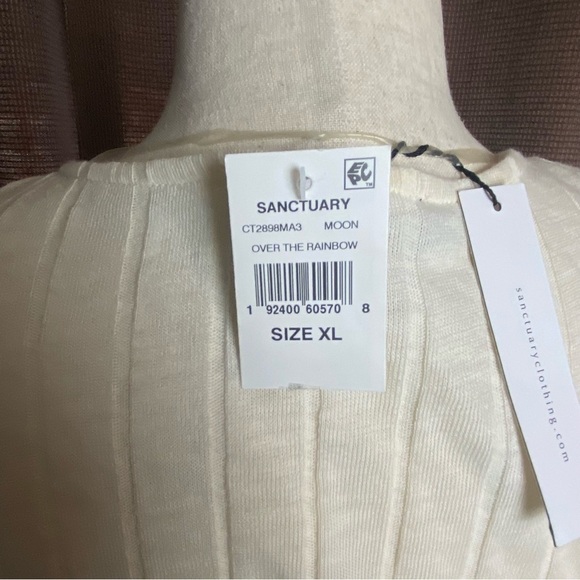 SANCTUARY
CT2898MA3 MOON
OVER THE RAINBOW
1 92400 60570 8
SIZE XL
sanctuaryclothing.com